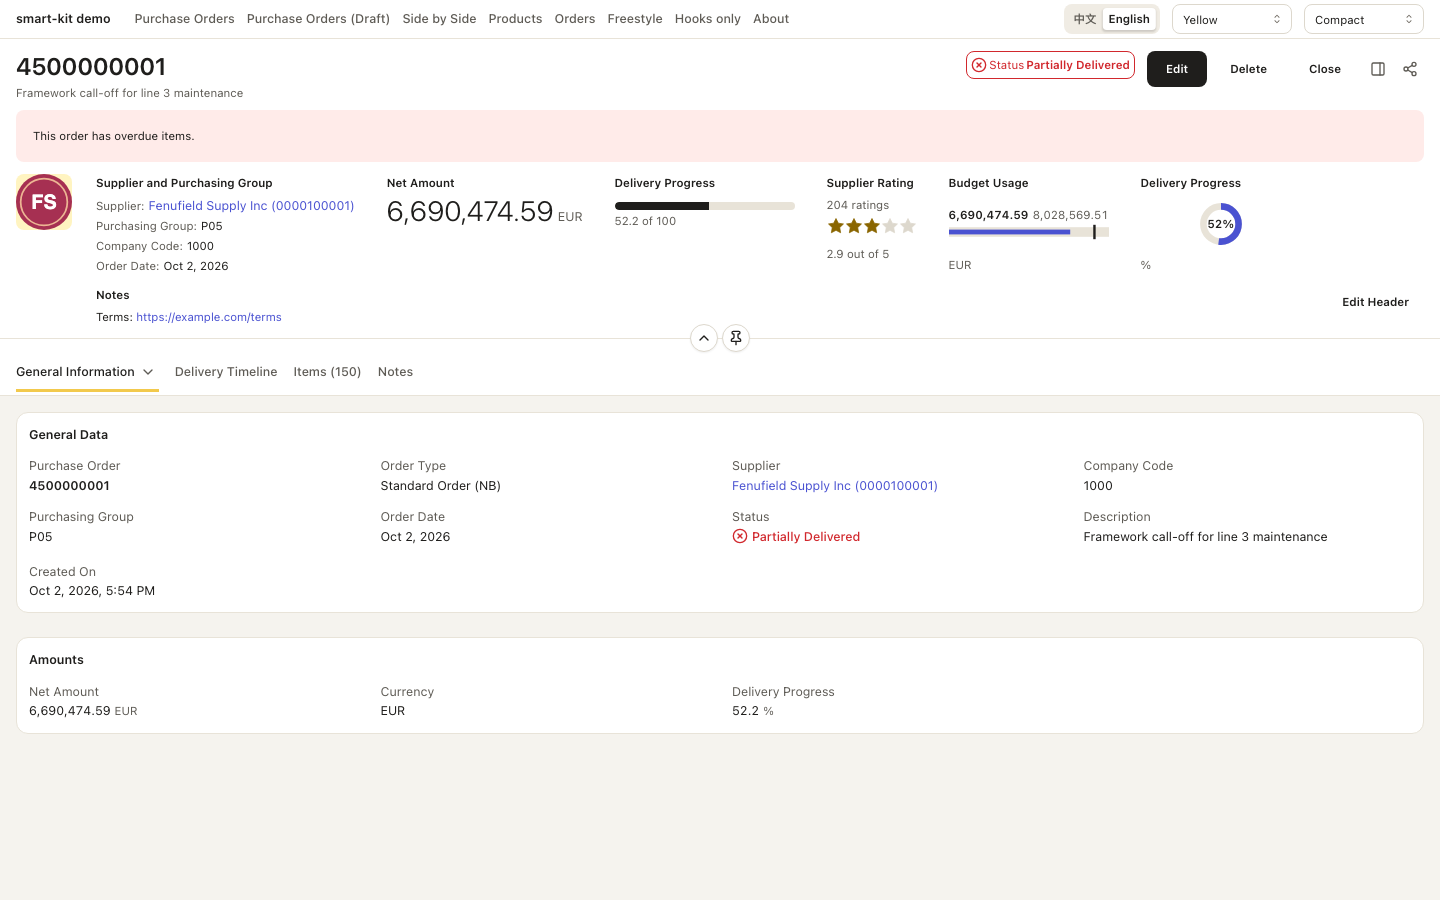 smart-kit demo Purchase Orders Purchase Orders (Draft) Side by Side Products Orders Freestyle Hooks only About 中文 English Yellow Compact
4500000001 Status Partially Delivered Edit Delete Close
Framework call-off for line 3 maintenance
This order has overdue items.
FS
Supplier and Purchasing Group
Supplier: Fenufield Supply Inc (0000100001)
Purchasing Group: P05
Company Code: 1000
Order Date: Oct 2, 2026
Notes
Terms: https://example.com/terms
Net Amount
6,690,474.59 EUR
Delivery Progress
52.2 of 100
Supplier Rating
204 ratings
2.9 out of 5
Budget Usage
6,690,474.59 8,028,569.51
EUR
Delivery Progress
52%
%
Edit Header
General Information Delivery Timeline Items (150) Notes
General Data
Purchase Order Order Type Supplier Company Code
4500000001 Standard Order (NB) Fenufield Supply Inc (0000100001) 1000
Purchasing Group Order Date Status Description
P05 Oct 2, 2026 Partially Delivered Framework call-off for line 3 maintenance
Created On
Oct 2, 2026, 5:54 PM
Amounts
Net Amount Currency Delivery Progress
6,690,474.59 EUR EUR 52.2 %